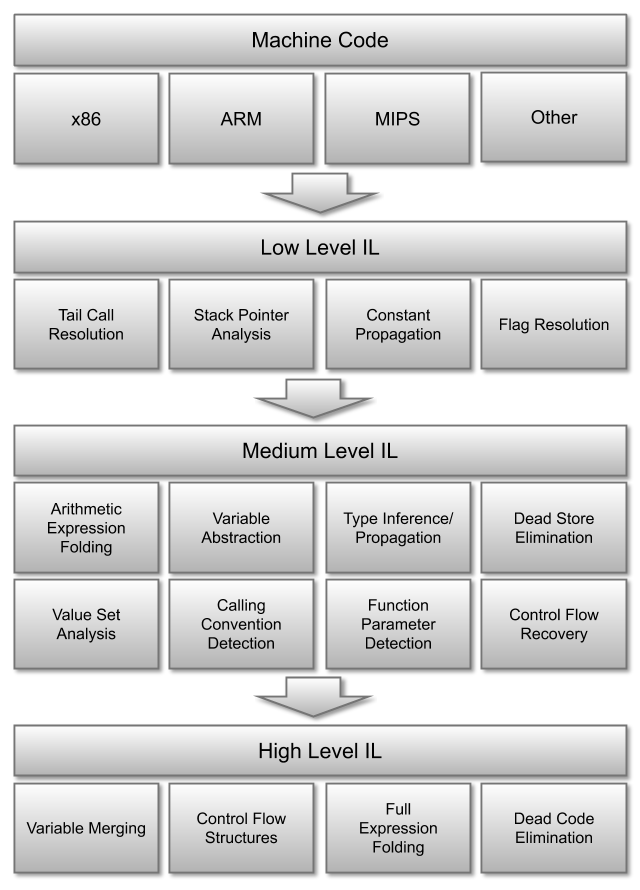 Machine Code
x86
ARM
MIPS
Other
Low Level IL
Tail Call
Resolution
Stack Pointer
Analysis
Constant
Propagation
Flag Resolution
Medium Level IL
Arithmetic
Expression
Folding
Variable
Abstraction
Type Inference/
Propagation
Dead Store
Elimination
Value Set
Analysis
Calling
Convention
Detection
Function
Parameter
Detection
Control Flow
Recovery
High Level IL
Variable Merging
Control Flow
Structures
Full
Expression
Folding
Dead Code
Elimination